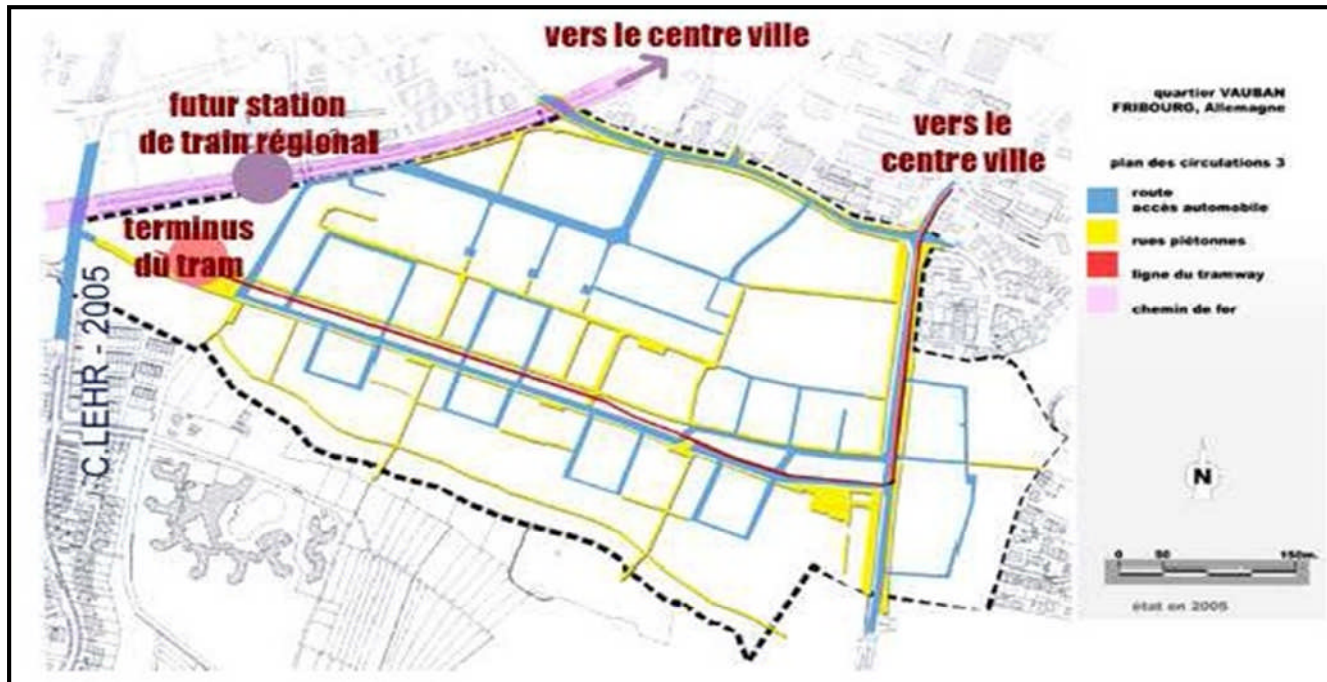 vers le centre ville
futur station
de train régional
vers le
centre ville
terminus
du tram
C.LEHR - 2005
quartier VAUBAN
FRIBOURG, Allemagne
plan des circulations 3
route
accès automobile
rues piétonnes
ligne du tramway
chemin de fer
N
0 50 150m.
état en 2005